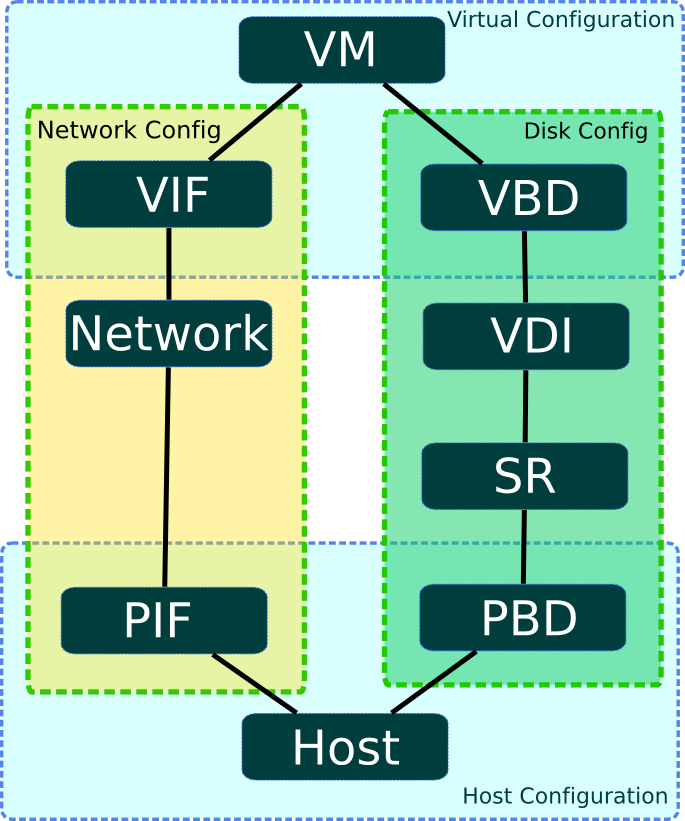 Virtual Configuration
VM
Network Config
Disk Config
VIF
VBD
Network
VDI
SR
PIF
PBD
Host
Host Configuration